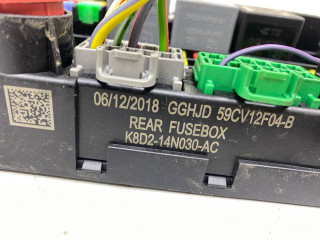 06/12/2018 GGHJD 59CV12F04-B
REAR FUSEBOX
K8D2-14N030-AC